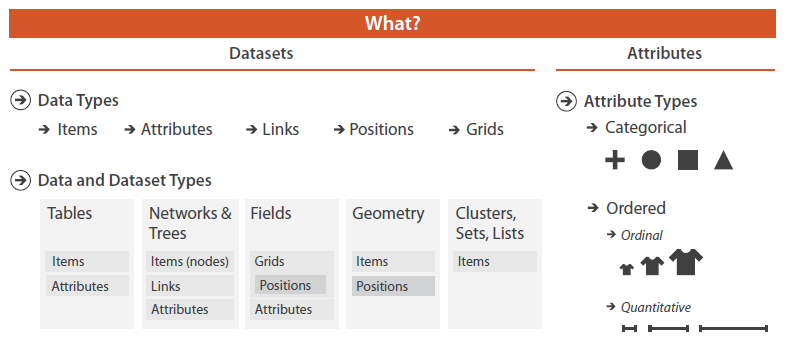 What?
Datasets
Attributes
Data Types
Items
Attributes
Links
Positions
Grids
Data and Dataset Types
Tables
Items
Attributes
Networks &
Trees
Items (nodes)
Links
Attributes
Fields
Grids
Positions
Attributes
Geometry
Items
Positions
Clusters,
Sets, Lists
Items
Attribute Types
Categorical
Ordered
Ordinal
Quantitative